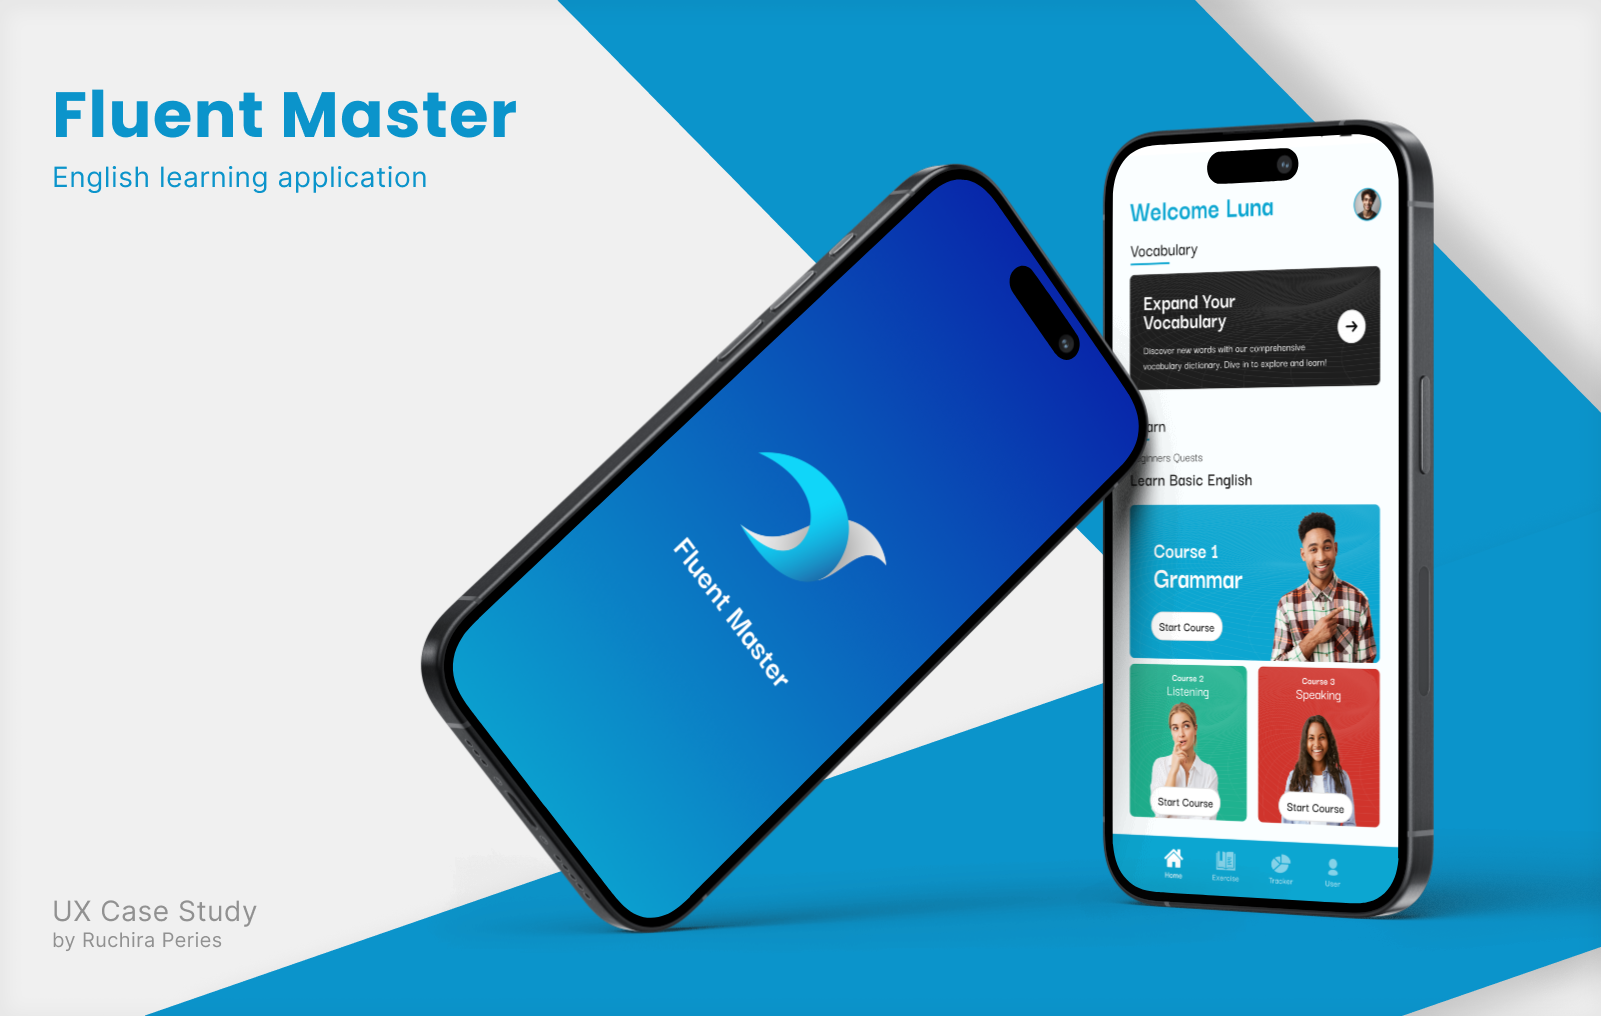 Fluent Master
English learning application
Fluent Master
Welcome Luna
Vocabulary
Expand Your
Vocabulary
Discover new words with our comprehensive
vocabulary dictionary. Dive in to explore and learn!
arn
ginners Quests
Learn Basic English
Course 1
Grammar
Start Course
Course 2
Listening
Start Course
Course 3
Speaking
Start Course
Home
Exercise
Tracker
User
UX Case Study
by Ruchira Peries